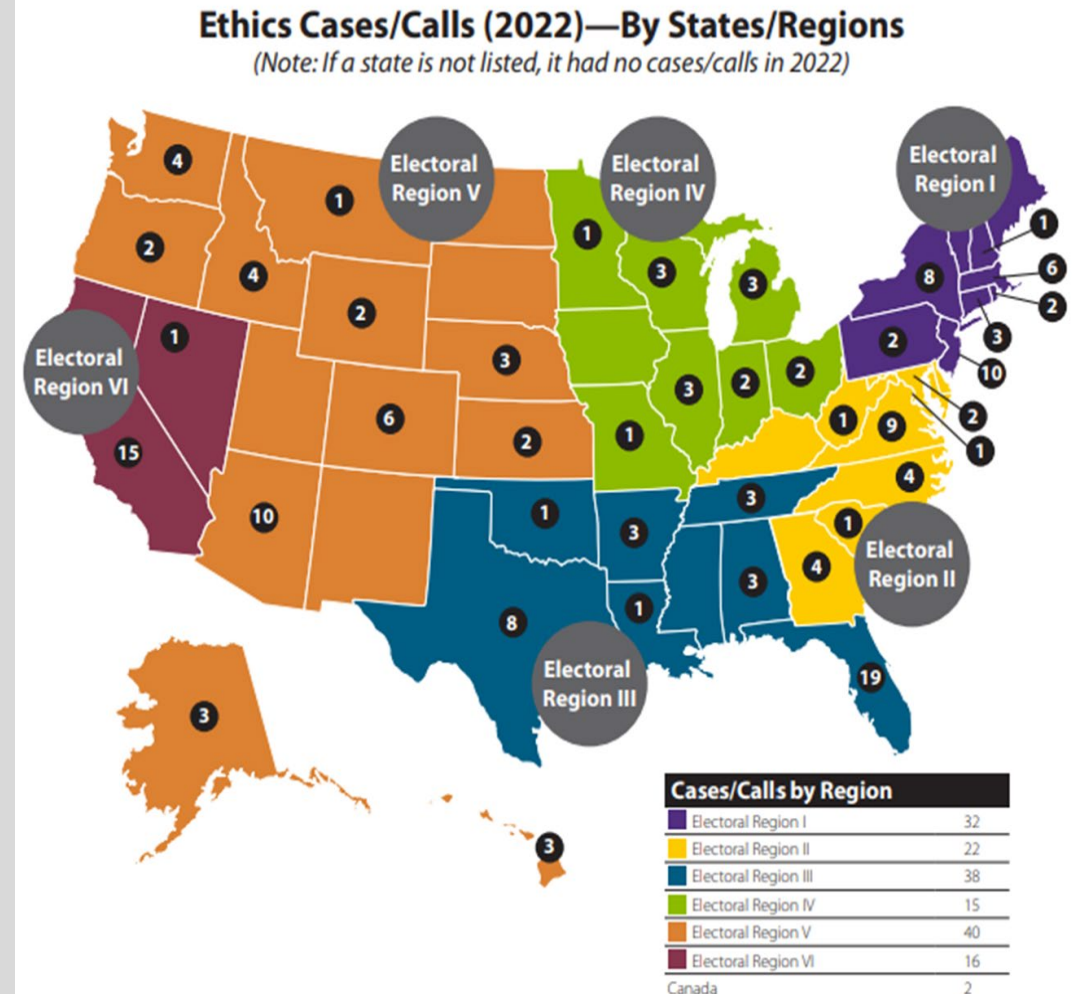 Ethics Cases/Calls (2022)—By States/Regions
(Note: If a state is not listed, it had no cases/calls in 2022)
Electoral
Region V
Electoral
Region IV
Electoral
Region I
4
1
2
4
2
3
6
2
10
1
3
3
3
2
2
1
8
2
1
6
2
3
10
2
1
1
9
4
1
4
Electoral
Region VI
1
15
Electoral
Region II
1
3
3
3
8
1
19
Electoral
Region III
3
3
Cases/Calls by Region
Electoral Region I 32
Electoral Region II 22
Electoral Region III 38
Electoral Region IV 15
Electoral Region V 40
Electoral Region VI 16
Canada 2